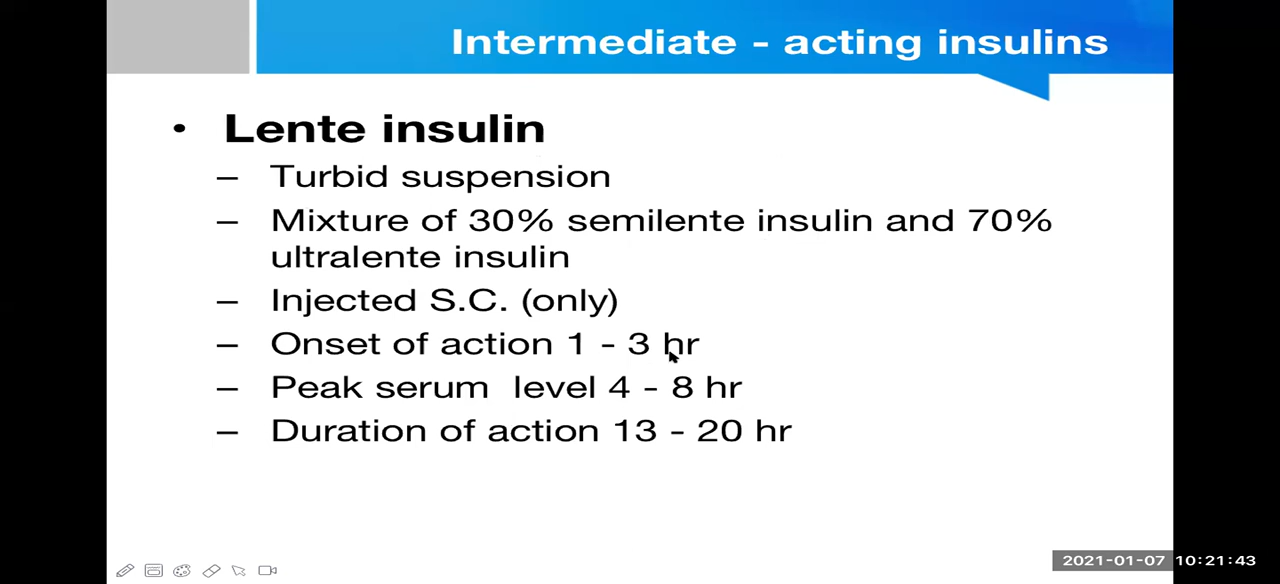 Intermediate - acting insulins
• Lente insulin
– Turbid suspension
– Mixture of 30% semilente insulin and 70%
ultralente insulin
– Injected S.C. (only)
– Onset of action 1 - 3 hr
– Peak serum level 4 - 8 hr
– Duration of action 13 - 20 hr
2021-01-07 10:21:43